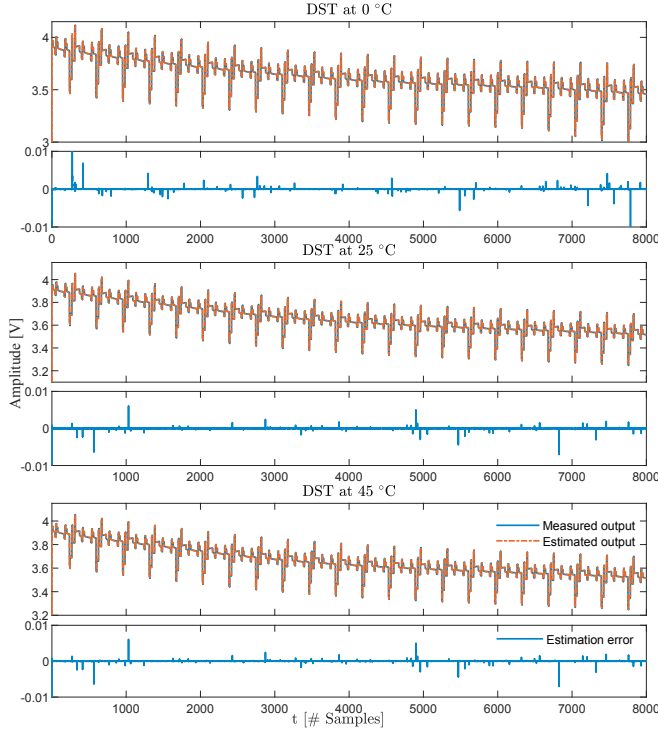 DST at 0 °C
4
3.5
3
0.01
0
-0.01
0 1000 2000 3000 4000 5000 6000 7000 8000
DST at 25 °C
4
3.8
3.6
3.4
3.2
0.01
0
-0.01
0 1000 2000 3000 4000 5000 6000 7000 8000
Amplitude [V]
DST at 45 °C
4
3.8
3.6
3.4
3.2
Measured output
Estimated output
0.01
0
-0.01
Estimation error
1000 2000 3000 4000 5000 6000 7000 8000
t [# Samples]